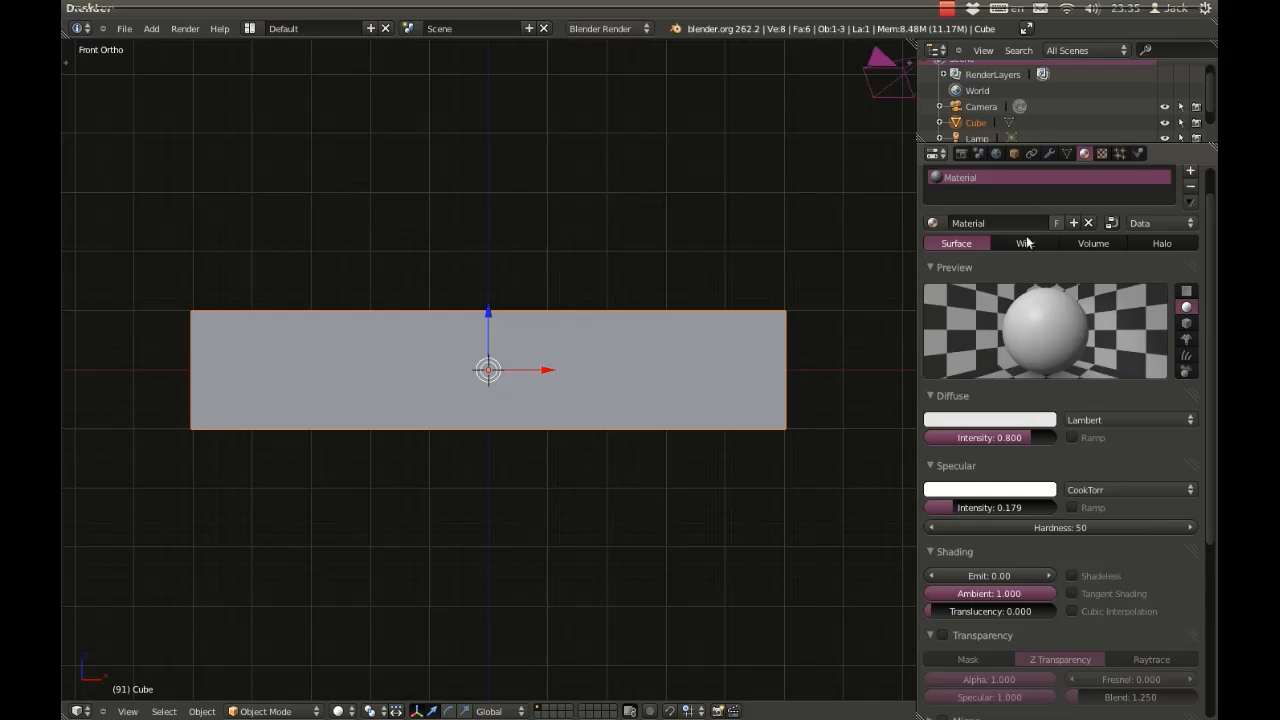 en 23:35 Jack
File Add Render Help Default Scene Blender Render blender.org 262.2 | Ve:8 | Fa:6 | Ob:1-3 | La:1 | Mem:8.48M (11.17M) | Cube
Front Ortho
View Search All Scenes
RenderLayers
World
Camera
Cube
Lamp
Material
Material F Data
Surface Volume Halo
Preview
Diffuse
Lambert
Intensity: 0.800 Ramp
Specular
CookTorr
Intensity: 0.179 Ramp
Hardness: 50
Shading
Emit: 0.00 Shadeless
Ambient: 1.000 Tangent Shading
Translucency: 0.000 Cubic Interpolation
Transparency
Mask Z Transparency Raytrace
Alpha: 1.000 Fresnel: 0.000
Specular: 1.000 Blend: 1.250
(91) Cube
View Select Object Object Mode Global